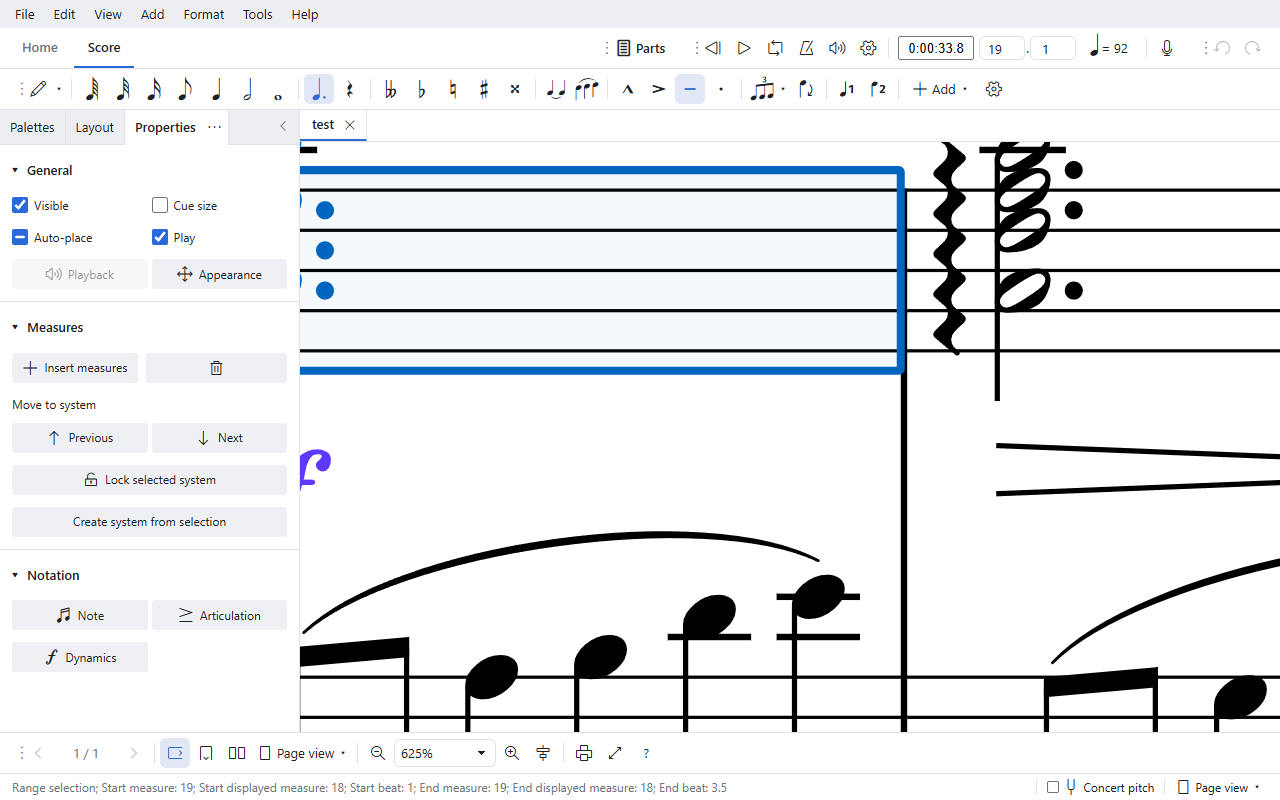 File Edit View Add Format Tools Help
Home Score Parts 0:00:33.8 19 . 1 = 92
3 1 2 Add
Palettes Layout Properties ... test
General
Visible Cue size
Auto-place Play
Playback Appearance
Measures
Insert measures
Move to system
Previous Next
Lock selected system
Create system from selection
Notation
Note Articulation
Dynamics
f
1 / 1 Page view 625% ?
Range selection; Start measure: 19; Start displayed measure: 18; Start beat: 1; End measure: 19; End displayed measure: 18; End beat: 3.5 Concert pitch Page view